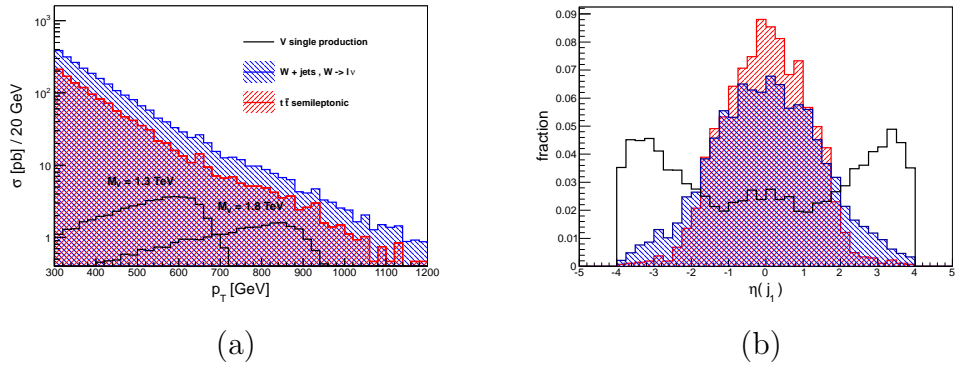 σ [pb] / 20 GeV
10³
10²
10
1
V single production
W + jets , W -> l ν
t t̄ semileptonic
M_V = 1.3 TeV
M_V = 1.8 TeV
300 400 500 600 700 800 900 1000 1100 1200
p_T [GeV]
(a)
fraction
0.09
0.08
0.07
0.06
0.05
0.04
0.03
0.02
0.01
0
-5 -4 -3 -2 -1 0 1 2 3 4 5
η( j_1 )
(b)